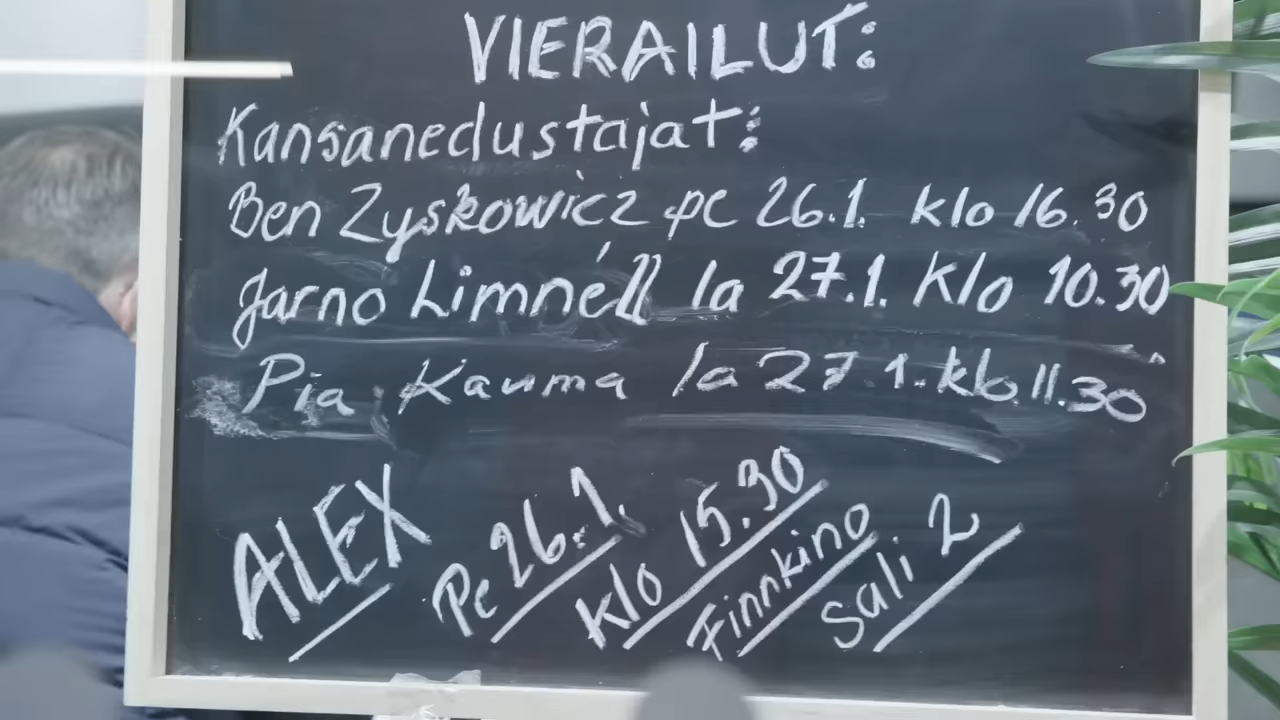 VIERAILUT:
Kansanedustajat:
Ben Zyskowicz pe 26.1. klo 16.30
Jarno Limnéll la 27.1. klo 10.30
Pia Kauma la 27.1. klo 11.30
ALEX
Pe 26.1.
klo 15.30
Finnkino
Sali 2